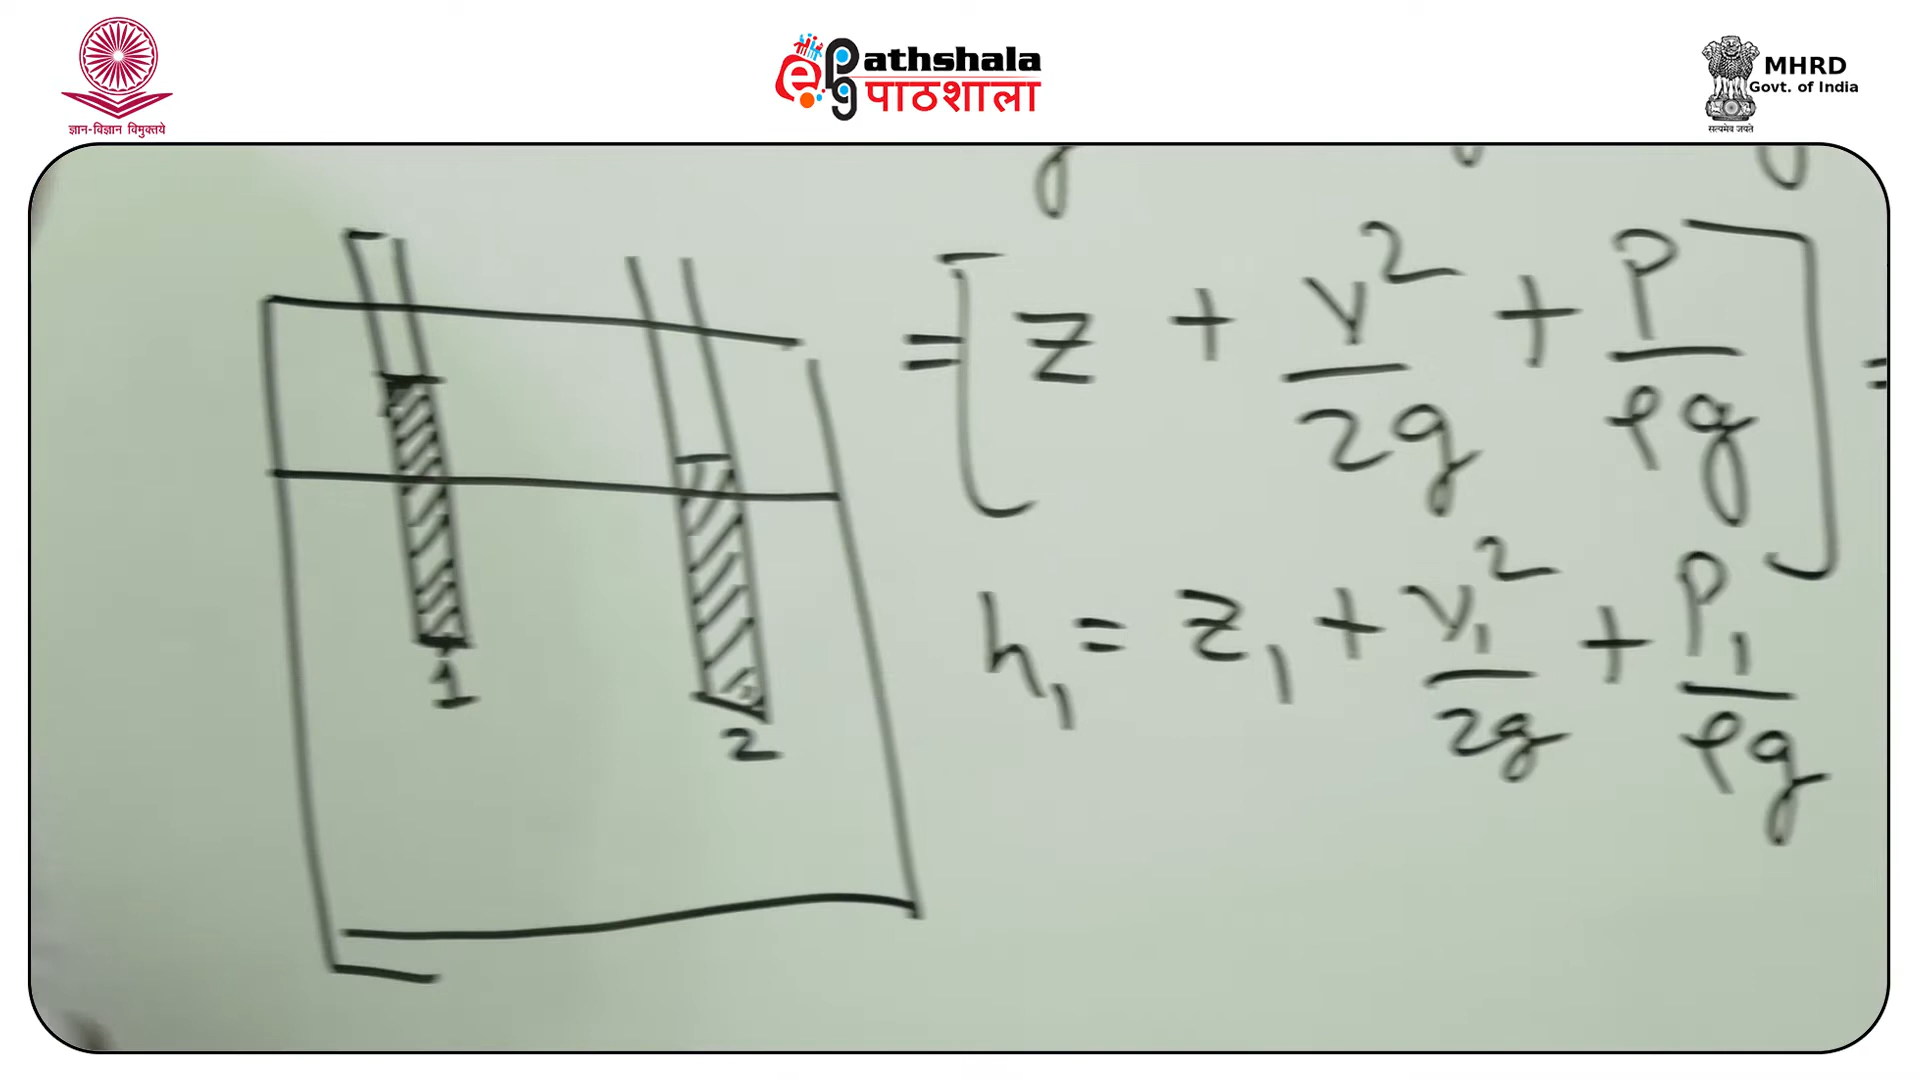 ज्ञान-विज्ञान विमुक्तये
ePGathshala
पाठशाला
MHRD
Govt. of India
सत्यमेव जयते
= [ z + v²/2g + P/ρg ] =
h₁ = z₁ + v₁²/2g + P₁/ρg
1
2